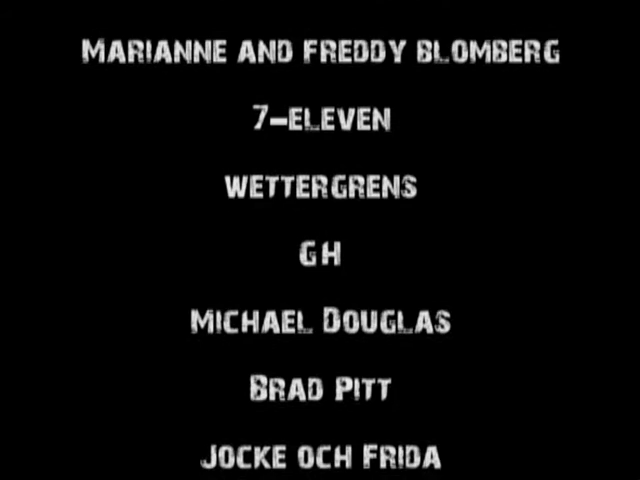 Marianne and Freddy Blomberg
7-Eleven
Wettergrens
GH
Michael Douglas
Brad Pitt
Jocke och Frida